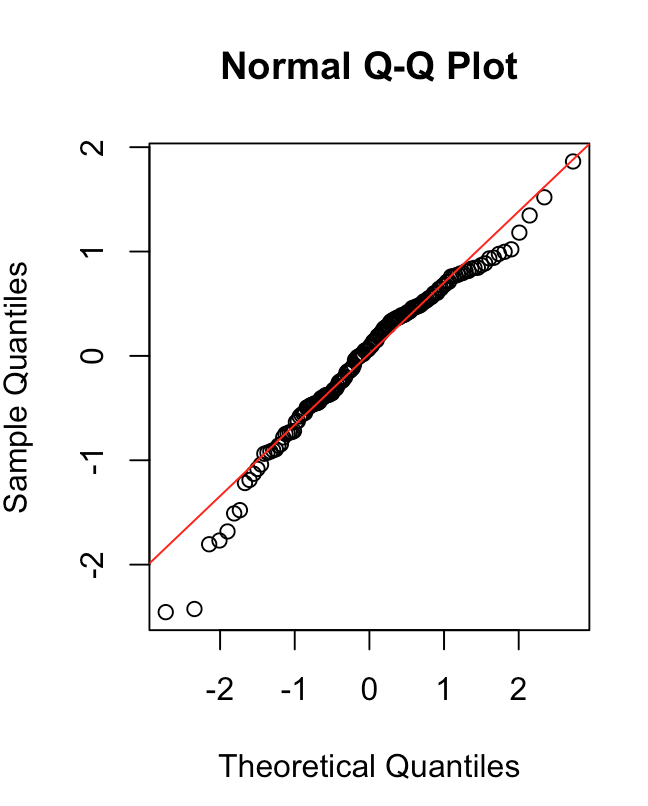 Normal Q-Q Plot
2
1
0
-1
-2
Sample Quantiles
-2 -1 0 1 2
Theoretical Quantiles